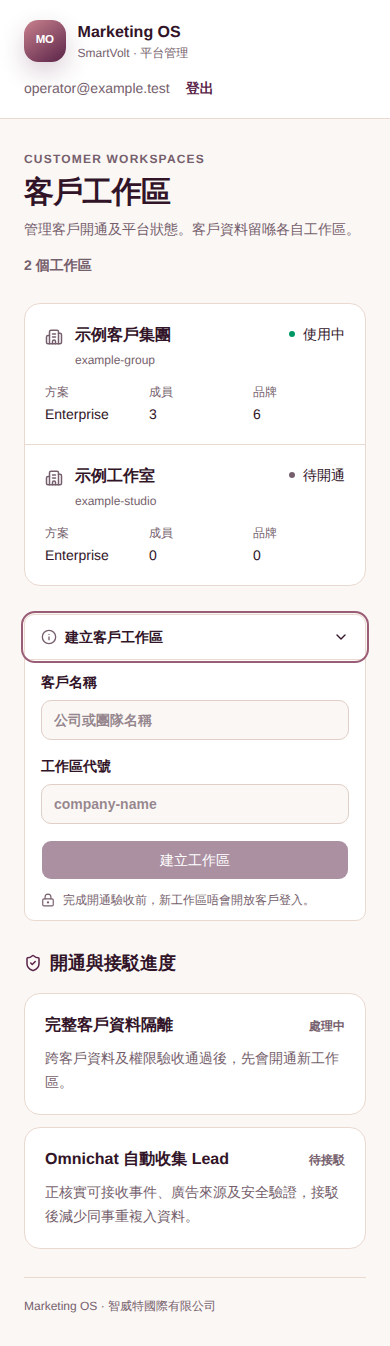 MO
Marketing OS
SmartVolt · 平台管理
operator@example.test 登出
CUSTOMER WORKSPACES
客戶工作區
管理客戶開通及平台狀態。客戶資料留喺各自工作區。
2 個工作區
示例客戶集團 使用中
example-group
方案 成員 品牌
Enterprise 3 6
示例工作室 待開通
example-studio
方案 成員 品牌
Enterprise 0 0
建立客戶工作區
客戶名稱
公司或團隊名稱
工作區代號
company-name
建立工作區
完成開通驗收前，新工作區唔會開放客戶登入。
開通與接駁進度
完整客戶資料隔離 處理中
跨客戶資料及權限驗收通過後，先會開通新工作
區。
Omnichat 自動收集 Lead 待接駁
正核實可接收事件、廣告來源及安全驗證，接駁
後減少同事重複入資料。
Marketing OS · 智威特國際有限公司